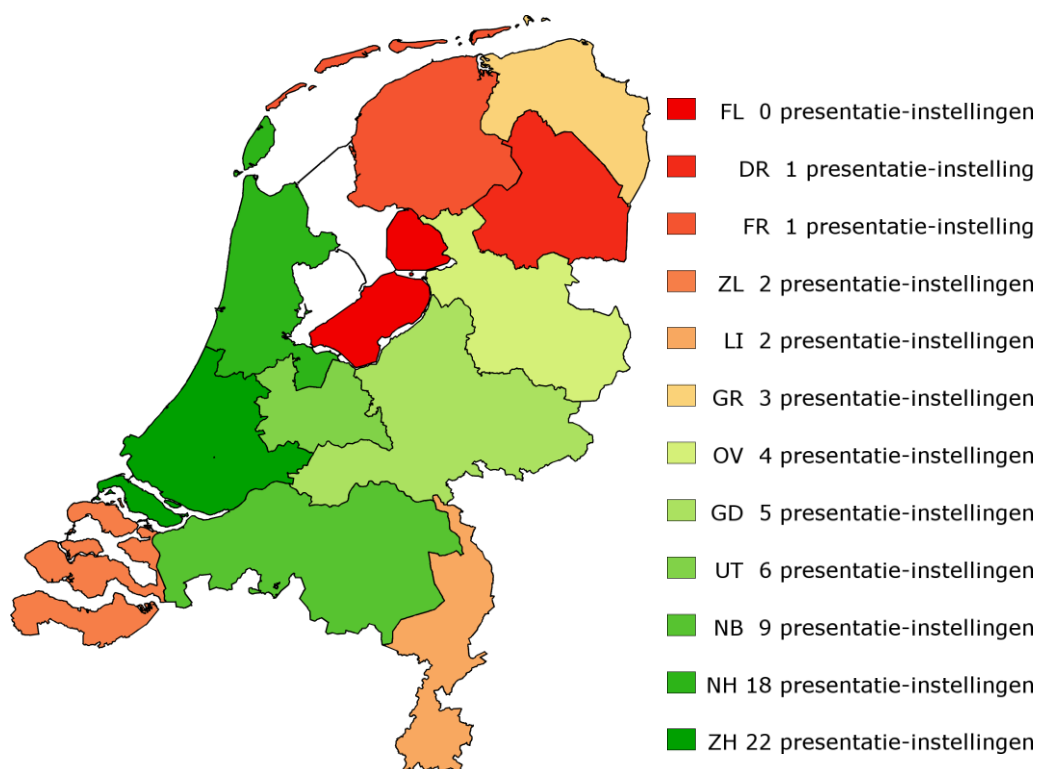 FL 0 presentatie-instellingen
DR 1 presentatie-instelling
FR 1 presentatie-instelling
ZL 2 presentatie-instellingen
LI 2 presentatie-instellingen
GR 3 presentatie-instellingen
OV 4 presentatie-instellingen
GD 5 presentatie-instellingen
UT 6 presentatie-instellingen
NB 9 presentatie-instellingen
NH 18 presentatie-instellingen
ZH 22 presentatie-instellingen